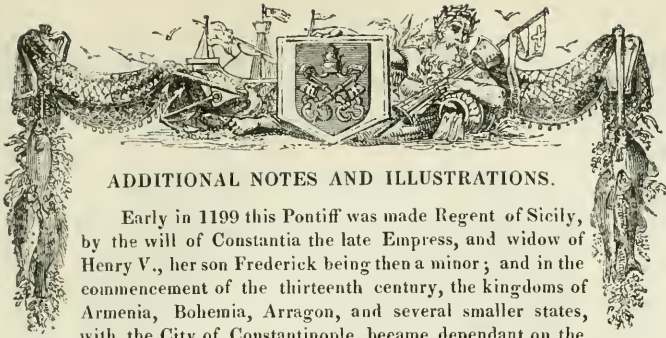 ADDITIONAL NOTES AND ILLUSTRATIONS.
Early in 1199 this Pontiff was made Regent of Sicily,
by the will of Constantia the late Empress, and widow of
Henry V., her son Frederick being then a minor; and in the
commencement of the thirteenth century, the kingdoms of
Armenia, Bohemia, Arragon, and several smaller states,
with the City of Constantinople, became dependant on the